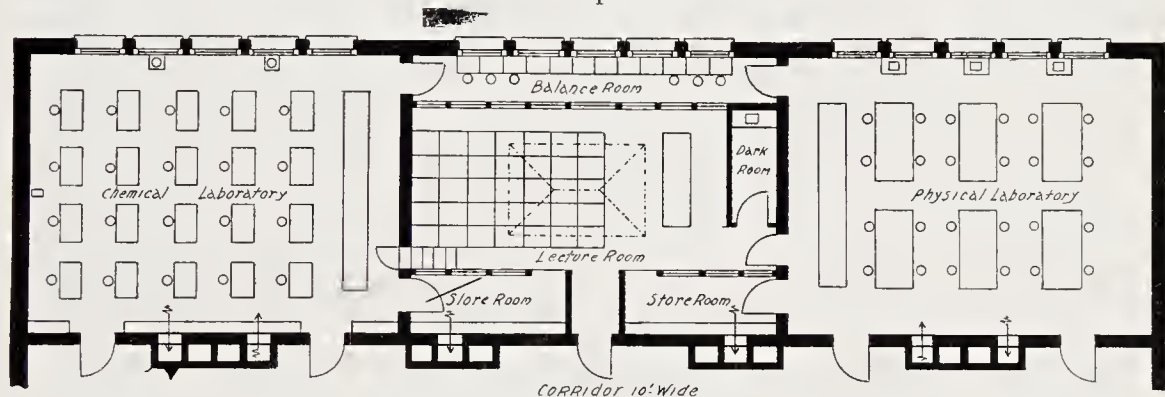 Balance Room
Dark
Room
Chemical Laboratory
Physical Laboratory
Lecture Room
Store Room
Store Room
CORRIDOR 10' Wide